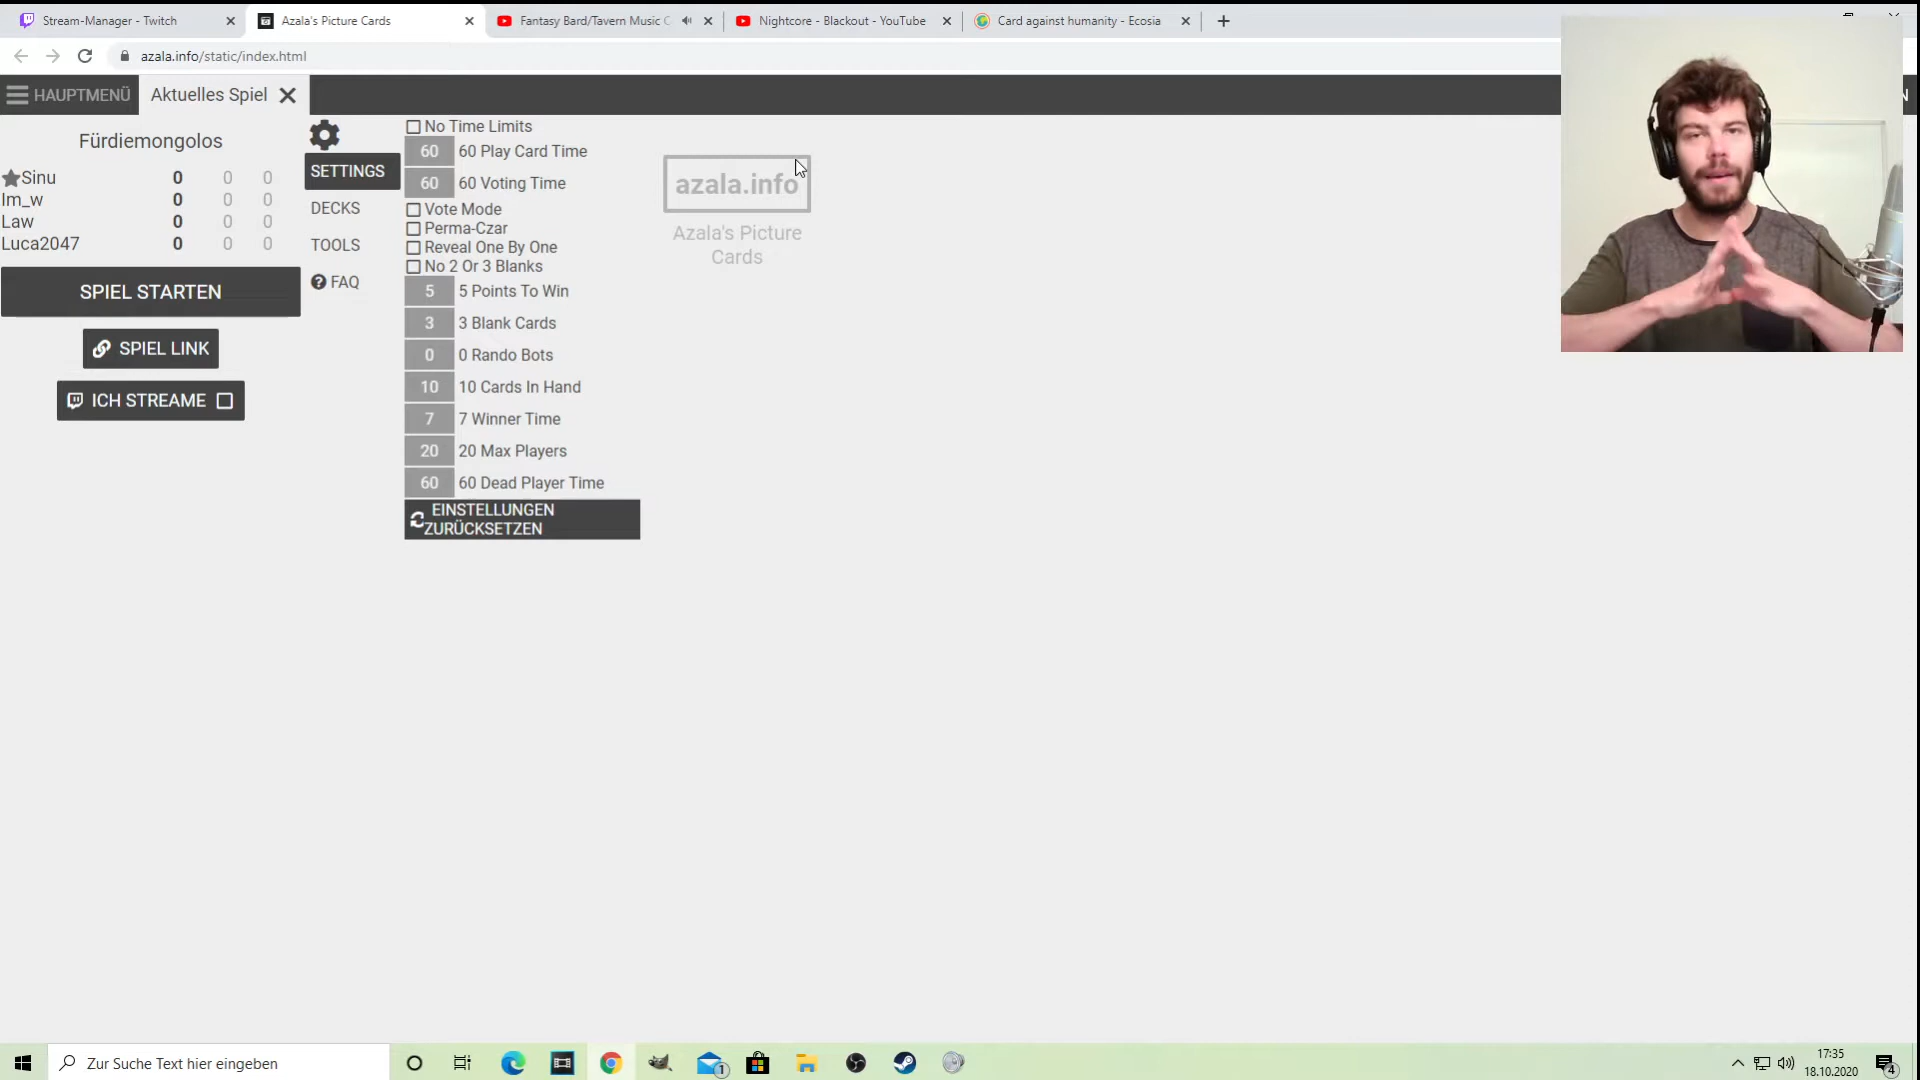 Stream-Manager - Twitch
Azala's Picture Cards
Fantasy Bard/Tavern Music
Nightcore - Blackout - YouTube
Card against humanity - Ecosia
azala.info/static/index.html
HAUPTMENÜ
Aktuelles Spiel
N
Fürdiemongolos
Sinu 0 0 0
Im_w 0 0 0
Law 0 0 0
Luca2047 0 0 0
SPIEL STARTEN
SPIEL LINK
ICH STREAME
SETTINGS
DECKS
TOOLS
FAQ
No Time Limits
60 60 Play Card Time
60 60 Voting Time
Vote Mode
Perma-Czar
Reveal One By One
No 2 Or 3 Blanks
5 5 Points To Win
3 3 Blank Cards
0 0 Rando Bots
10 10 Cards In Hand
7 7 Winner Time
20 20 Max Players
60 60 Dead Player Time
EINSTELLUNGEN
ZURÜCKSETZEN
azala.info
Azala's Picture
Cards
Zur Suche Text hier eingeben
1
17:35
18.10.2020
4